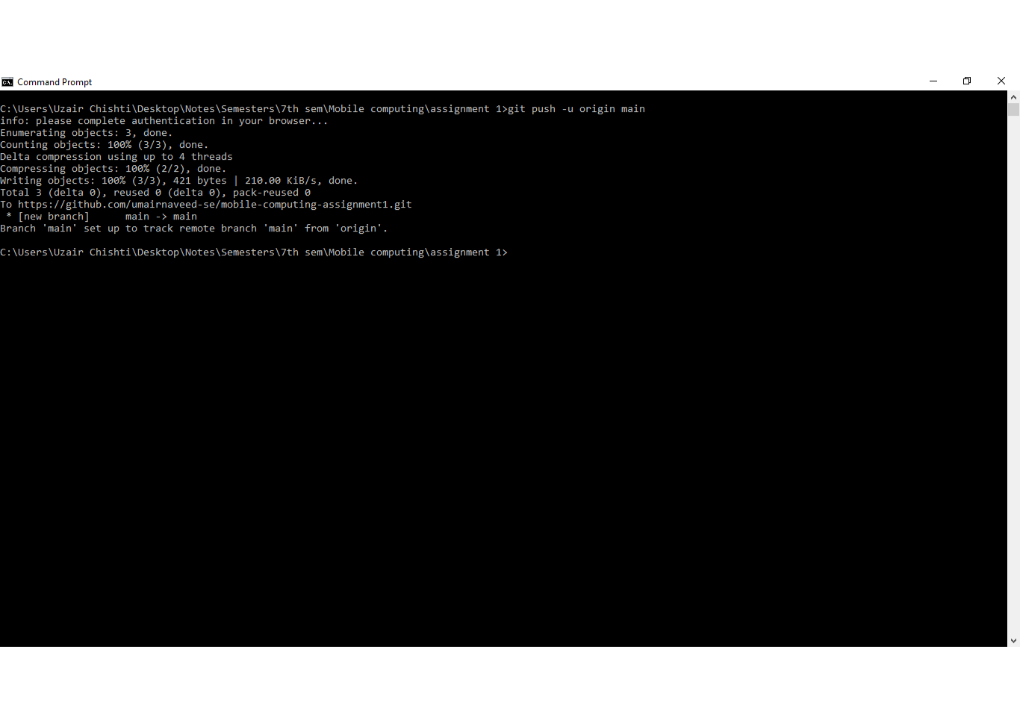 Command Prompt
C:\Users\Uzair Chishti\Desktop\Notes\Semesters\7th sem\Mobile computing\assignment 1>git push -u origin main
info: please complete authentication in your browser...
Enumerating objects: 3, done.
Counting objects: 100% (3/3), done.
Delta compression using up to 4 threads
Compressing objects: 100% (2/2), done.
Writing objects: 100% (3/3), 421 bytes | 210.00 KiB/s, done.
Total 3 (delta 0), reused 0 (delta 0), pack-reused 0
To https://github.com/umairnaveed-se/mobile-computing-assignment1.git
 * [new branch]      main -> main
Branch 'main' set up to track remote branch 'main' from 'origin'.
C:\Users\Uzair Chishti\Desktop\Notes\Semesters\7th sem\Mobile computing\assignment 1>